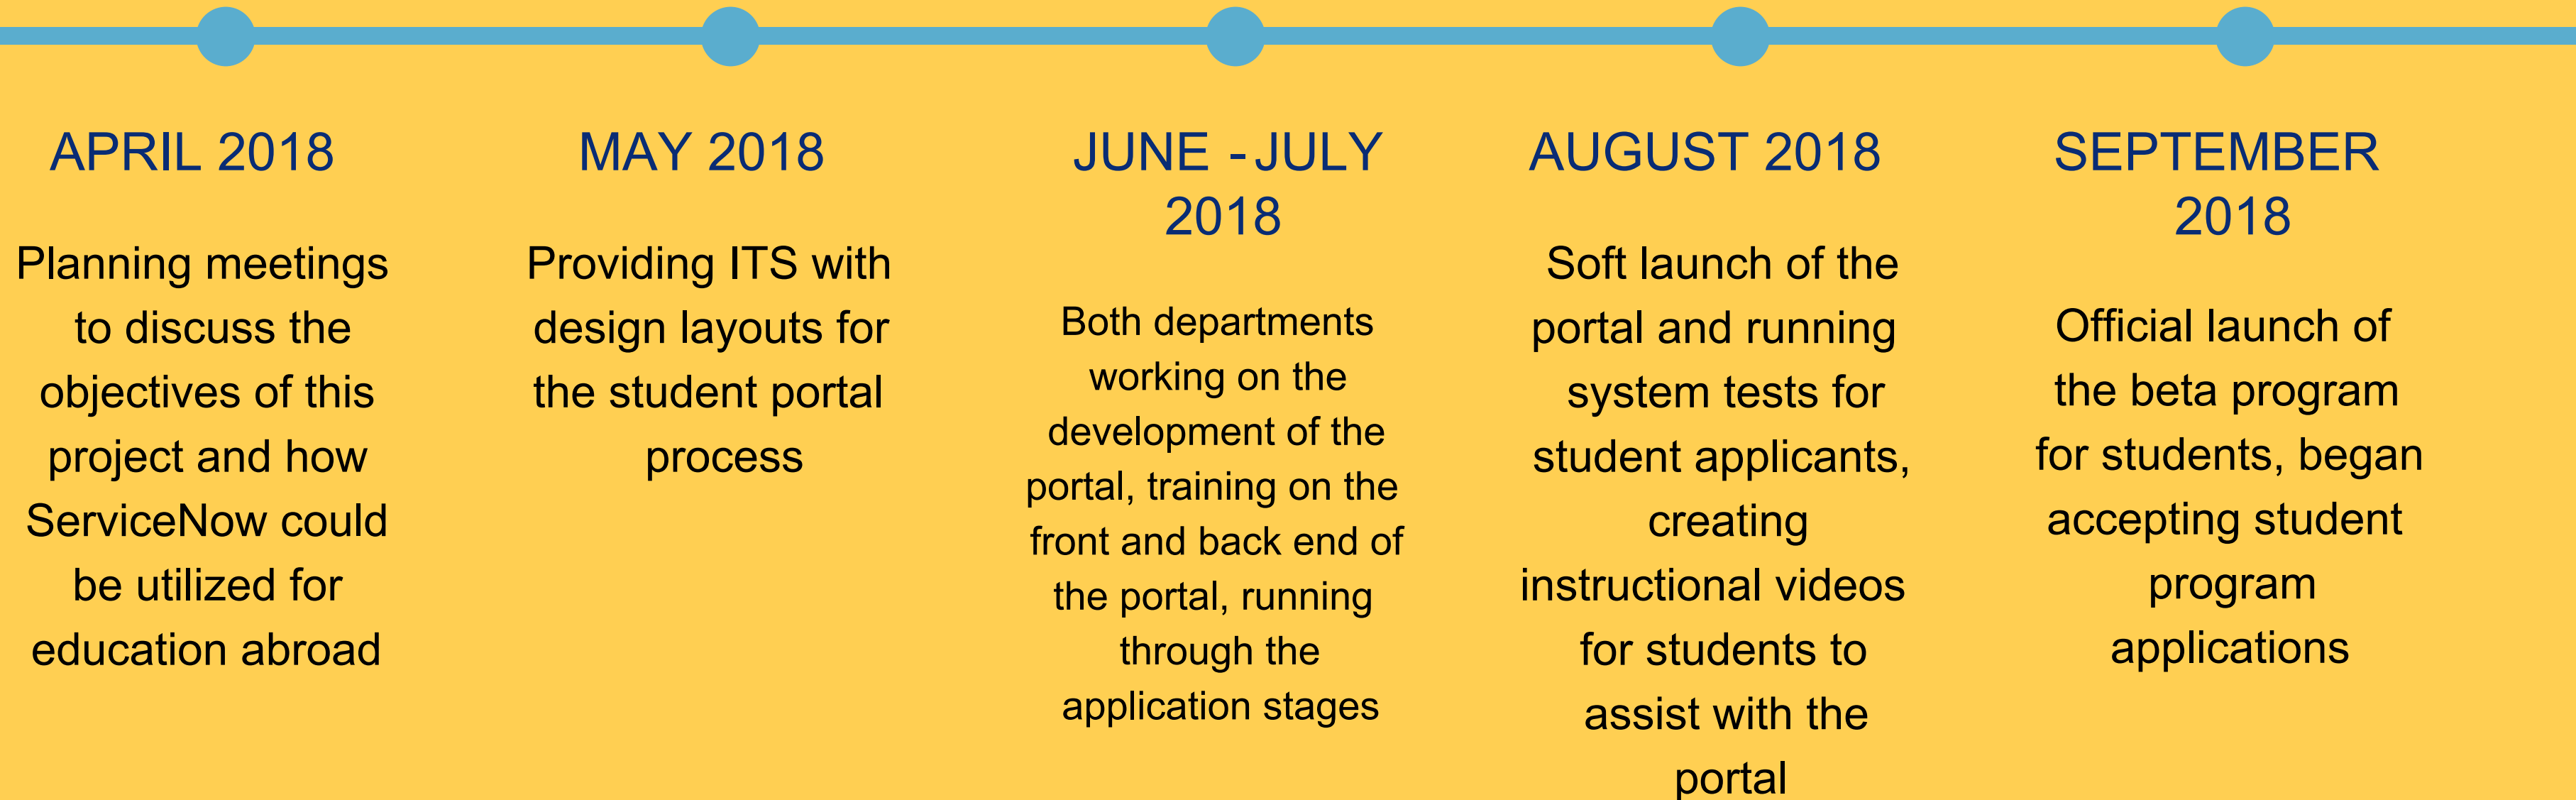 APRIL 2018
Planning meetings
to discuss the
objectives of this
project and how
ServiceNow could
be utilized for
education abroad
MAY 2018
Providing ITS with
design layouts for
the student portal
process
JUNE - JULY
2018
Both departments
working on the
development of the
portal, training on the
front and back end of
the portal, running
through the
application stages
AUGUST 2018
Soft launch of the
portal and running
system tests for
student applicants,
creating
instructional videos
for students to
assist with the
portal
SEPTEMBER
2018
Official launch of
the beta program
for students, began
accepting student
program
applications